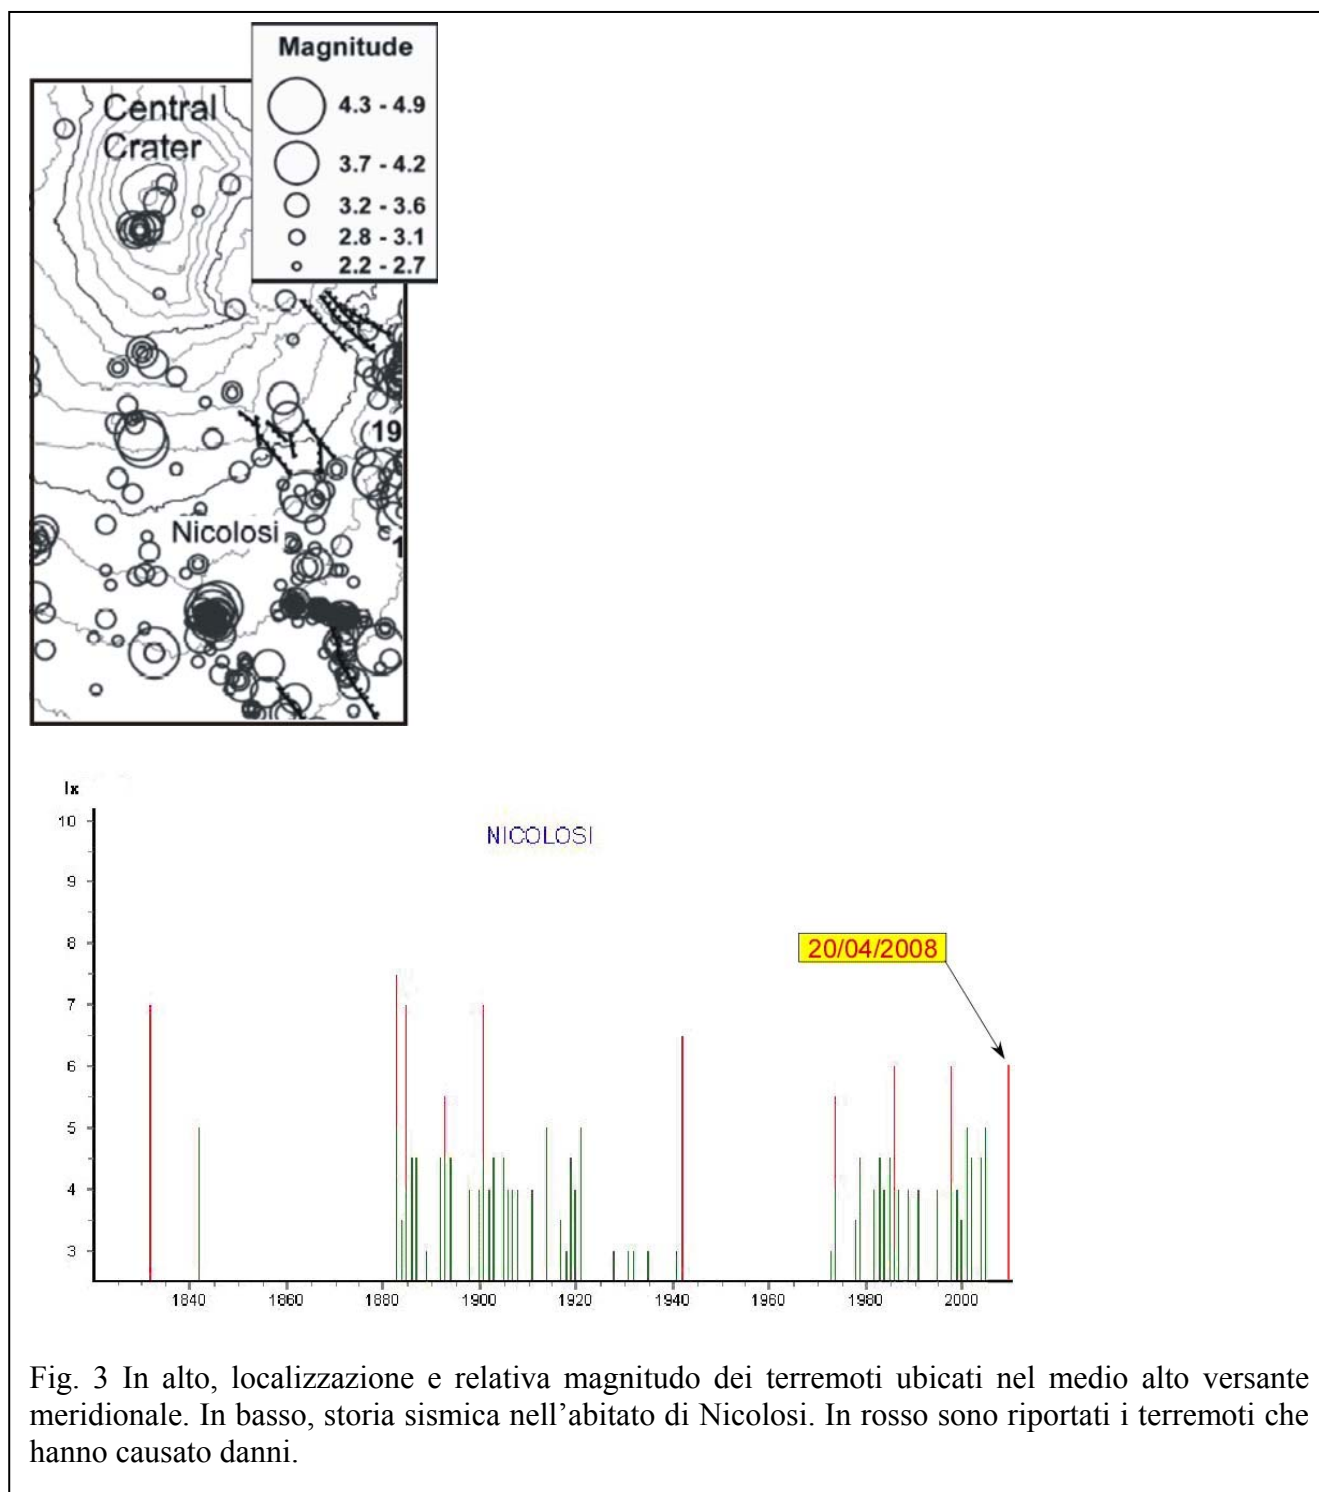 Magnitude
4.3 - 4.9
3.7 - 4.2
3.2 - 3.6
2.8 - 3.1
2.2 - 2.7
Central
Crater
19
Nicolosi
1
Ix
NICOLOSI
10
9
8
7
6
5
4
3
20/04/2008
1840 1860 1880 1900 1920 1940 1960 1980 2000
Fig. 3 In alto, localizzazione e relativa magnitudo dei terremoti ubicati nel medio alto versante
meridionale. In basso, storia sismica nell’abitato di Nicolosi. In rosso sono riportati i terremoti che
hanno causato danni.